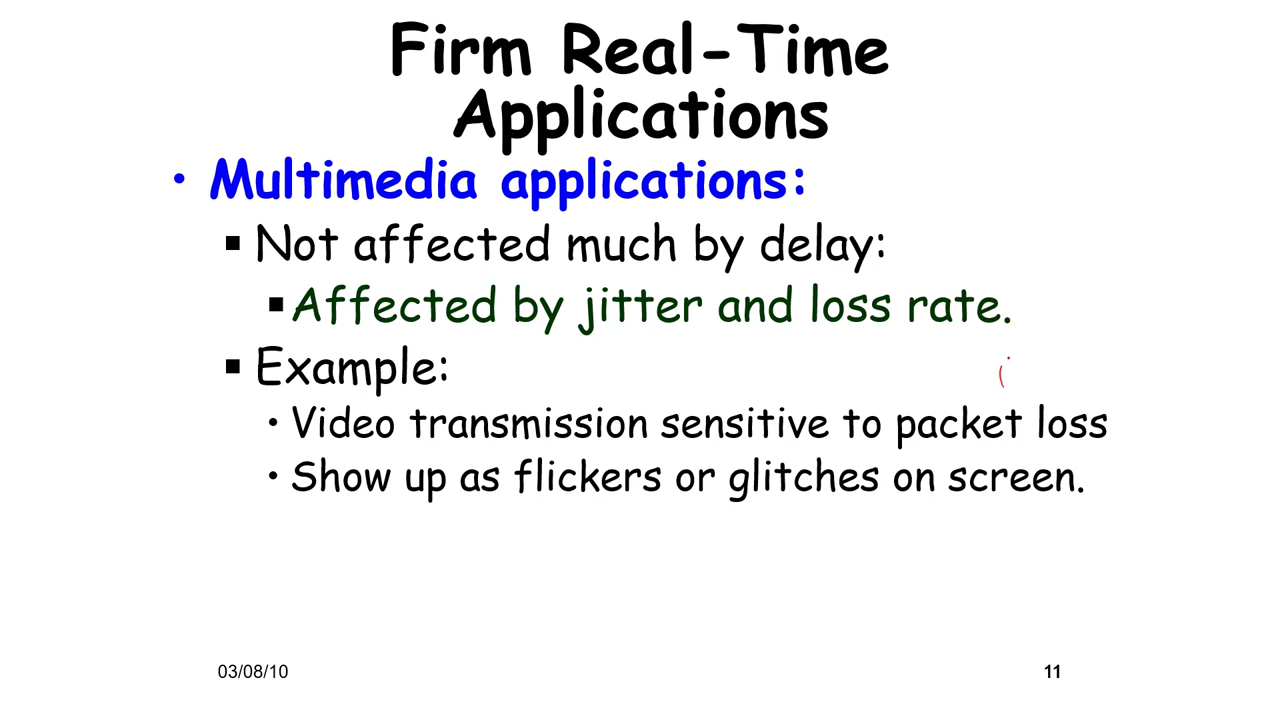 Firm Real-Time
Applications
• Multimedia applications:
▪ Not affected much by delay:
▪ Affected by jitter and loss rate.
▪ Example:
• Video transmission sensitive to packet loss
• Show up as flickers or glitches on screen.
03/08/10
11